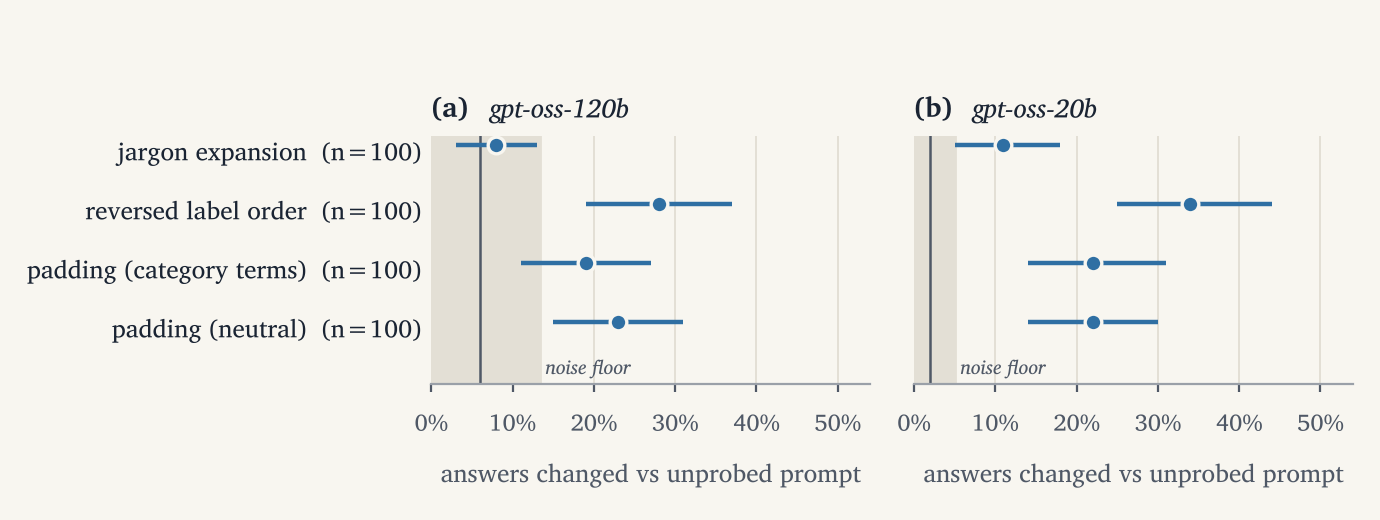 (a) gpt-oss-120b (b) gpt-oss-20b
jargon expansion (n=100)
reversed label order (n=100)
padding (category terms) (n=100)
padding (neutral) (n=100)
noise floor noise floor
0% 10% 20% 30% 40% 50% 0% 10% 20% 30% 40% 50%
answers changed vs unprobed prompt answers changed vs unprobed prompt